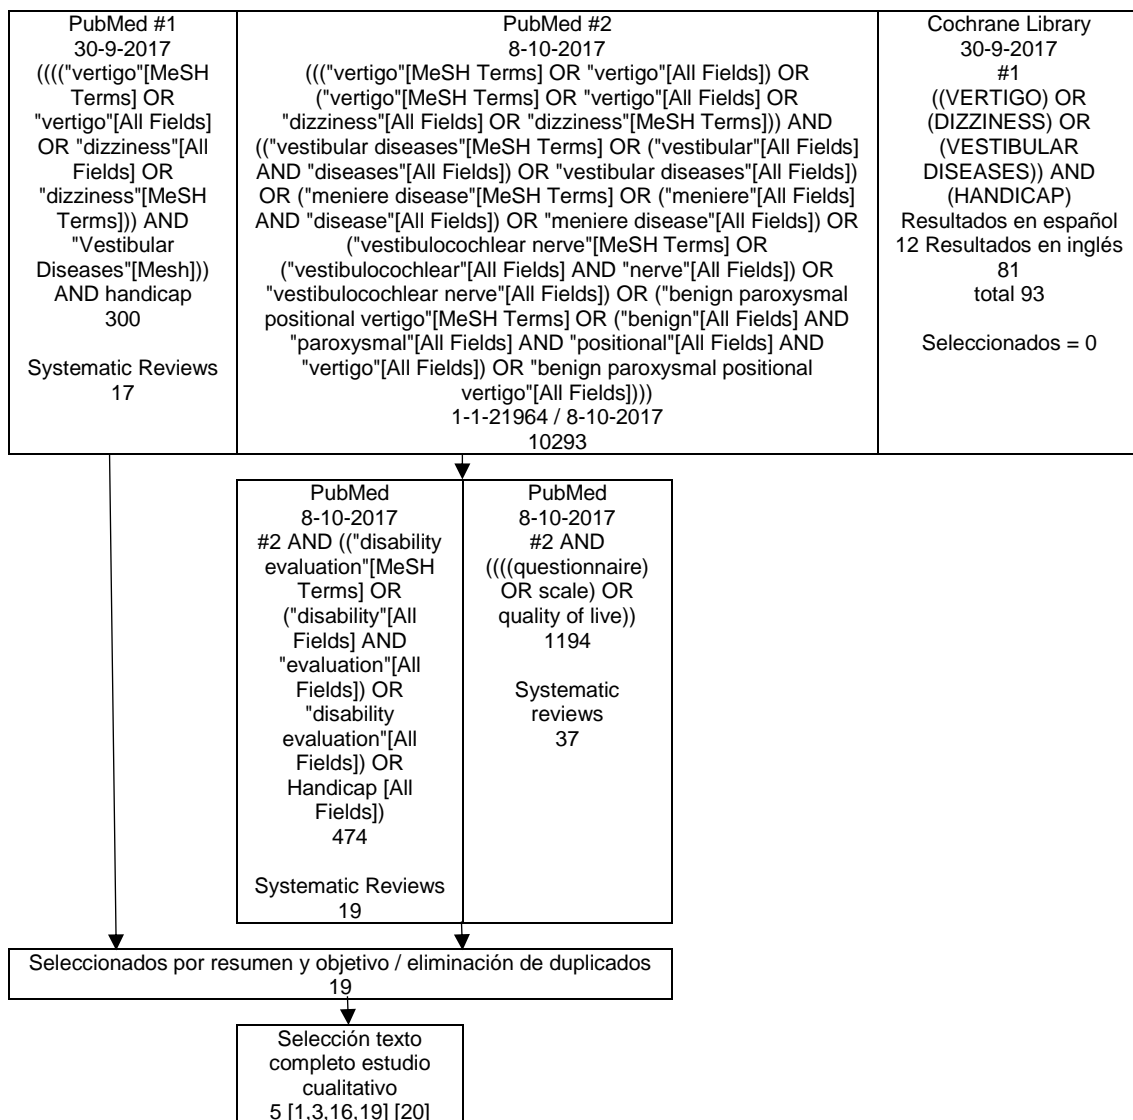 PubMed #1
30-9-2017
(((("vertigo"[MeSH
Terms] OR
"vertigo"[All Fields]
OR "dizziness"[All
Fields] OR
"dizziness"[MeSH
Terms])) AND
"Vestibular
Diseases"[Mesh]))
AND handicap
300
Systematic Reviews
17
PubMed #2
8-10-2017
((("vertigo"[MeSH Terms] OR "vertigo"[All Fields]) OR
("vertigo"[MeSH Terms] OR "vertigo"[All Fields] OR
"dizziness"[All Fields] OR "dizziness"[MeSH Terms])) AND
(("vestibular diseases"[MeSH Terms] OR ("vestibular"[All Fields]
AND "diseases"[All Fields]) OR "vestibular diseases"[All Fields])
OR ("meniere disease"[MeSH Terms] OR ("meniere"[All Fields]
AND "disease"[All Fields]) OR "meniere disease"[All Fields]) OR
("vestibulocochlear nerve"[MeSH Terms] OR
("vestibulocochlear"[All Fields] AND "nerve"[All Fields]) OR
"vestibulocochlear nerve"[All Fields]) OR ("benign paroxysmal
positional vertigo"[MeSH Terms] OR ("benign"[All Fields] AND
"paroxysmal"[All Fields] AND "positional"[All Fields] AND
"vertigo"[All Fields]) OR "benign paroxysmal positional
vertigo"[All Fields])))
1-1-21964 / 8-10-2017
10293
Cochrane Library
30-9-2017
#1
((VERTIGO) OR
(DIZZINESS) OR
(VESTIBULAR
DISEASES)) AND
(HANDICAP)
Resultados en español
12 Resultados en inglés
81
total 93
Seleccionados = 0
PubMed
8-10-2017
#2 AND (("disability
evaluation"[MeSH
Terms] OR
("disability"[All
Fields] AND
"evaluation"[All
Fields]) OR
"disability
evaluation"[All
Fields]) OR
Handicap [All
Fields])
474
Systematic Reviews
19
PubMed
8-10-2017
#2 AND
((((questionnaire)
OR scale) OR
quality of live))
1194
Systematic
reviews
37
Seleccionados por resumen y objetivo / eliminación de duplicados
19
Selección texto
completo estudio
cualitativo
5 [1,3,16,19] [20]